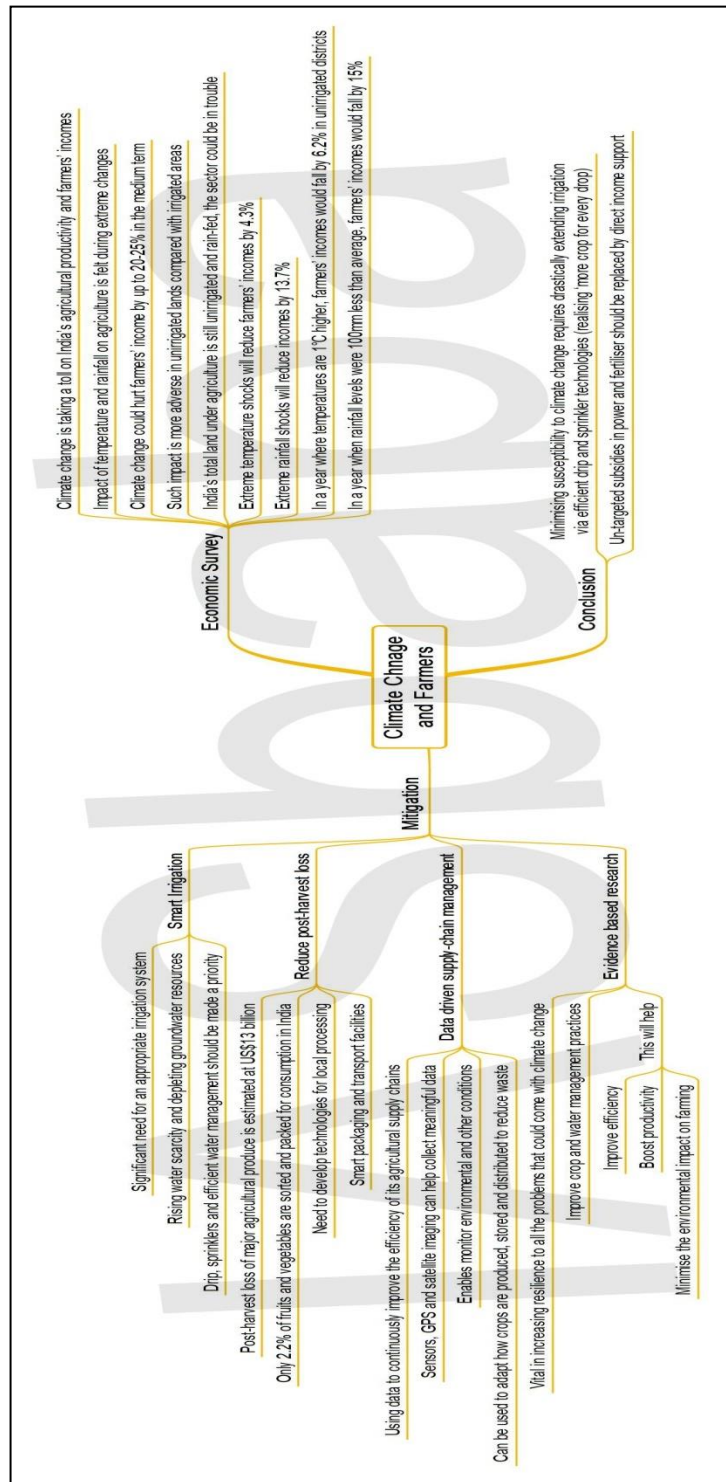 Climate Chnage
and Farmers
Economic Survey
Climate change is taking a toll on India's agricultural productivity and farmers' incomes
Impact of temperature and rainfall on agriculture is felt during extreme changes
Climate change could hurt farmers' income by up to 20-25% in the medium term
Such impact is more adverse in unirrigated lands compared with irrigated areas
India's total land under agriculture is still unirrigated and rain-fed, the sector could be in trouble
Extreme temperature shocks will reduce farmers' incomes by 4.3%
Extreme rainfall shocks will reduce incomes by 13.7%
In a year where temperatures are 1°C higher, farmers' incomes would fall by 6.2% in unirrigated districts
In a year when rainfall levels were 100mm less than average, farmers' incomes would fall by 15%
Conclusion
Minimising susceptibility to climate change requires drastically extending irrigation
via efficient drip and sprinkler technologies (realising 'more crop for every drop)
Un-targeted subsidies in power and fertiliser should be replaced by direct income support
Mitigation
Smart Irrigation
Significant need for an appropriate irrigation system
Rising water scarcity and depleting groundwater resources
Drip, sprinklers and efficient water management should be made a priority
Reduce post-harvest loss
Post-harvest loss of major agricultural produce is estimated at US$13 billion
Only 2.2% of fruits and vegetables are sorted and packed for consumption in India
Need to develop technologies for local processing
Smart packaging and transport facilities
Data driven supply-chain management
Using data to continuously improve the efficiency of its agricultural supply chains
Sensors, GPS and satellite imaging can help collect meaningful data
Enables monitor environmental and other conditions
Can be used to adapt how crops are produced, stored and distributed to reduce waste
Evidence based research
Vital in increasing resilience to all the problems that could come with climate change
Improve crop and water management practices
This will help
Improve efficiency
Boost productivity
Minimise the environmental impact on farming